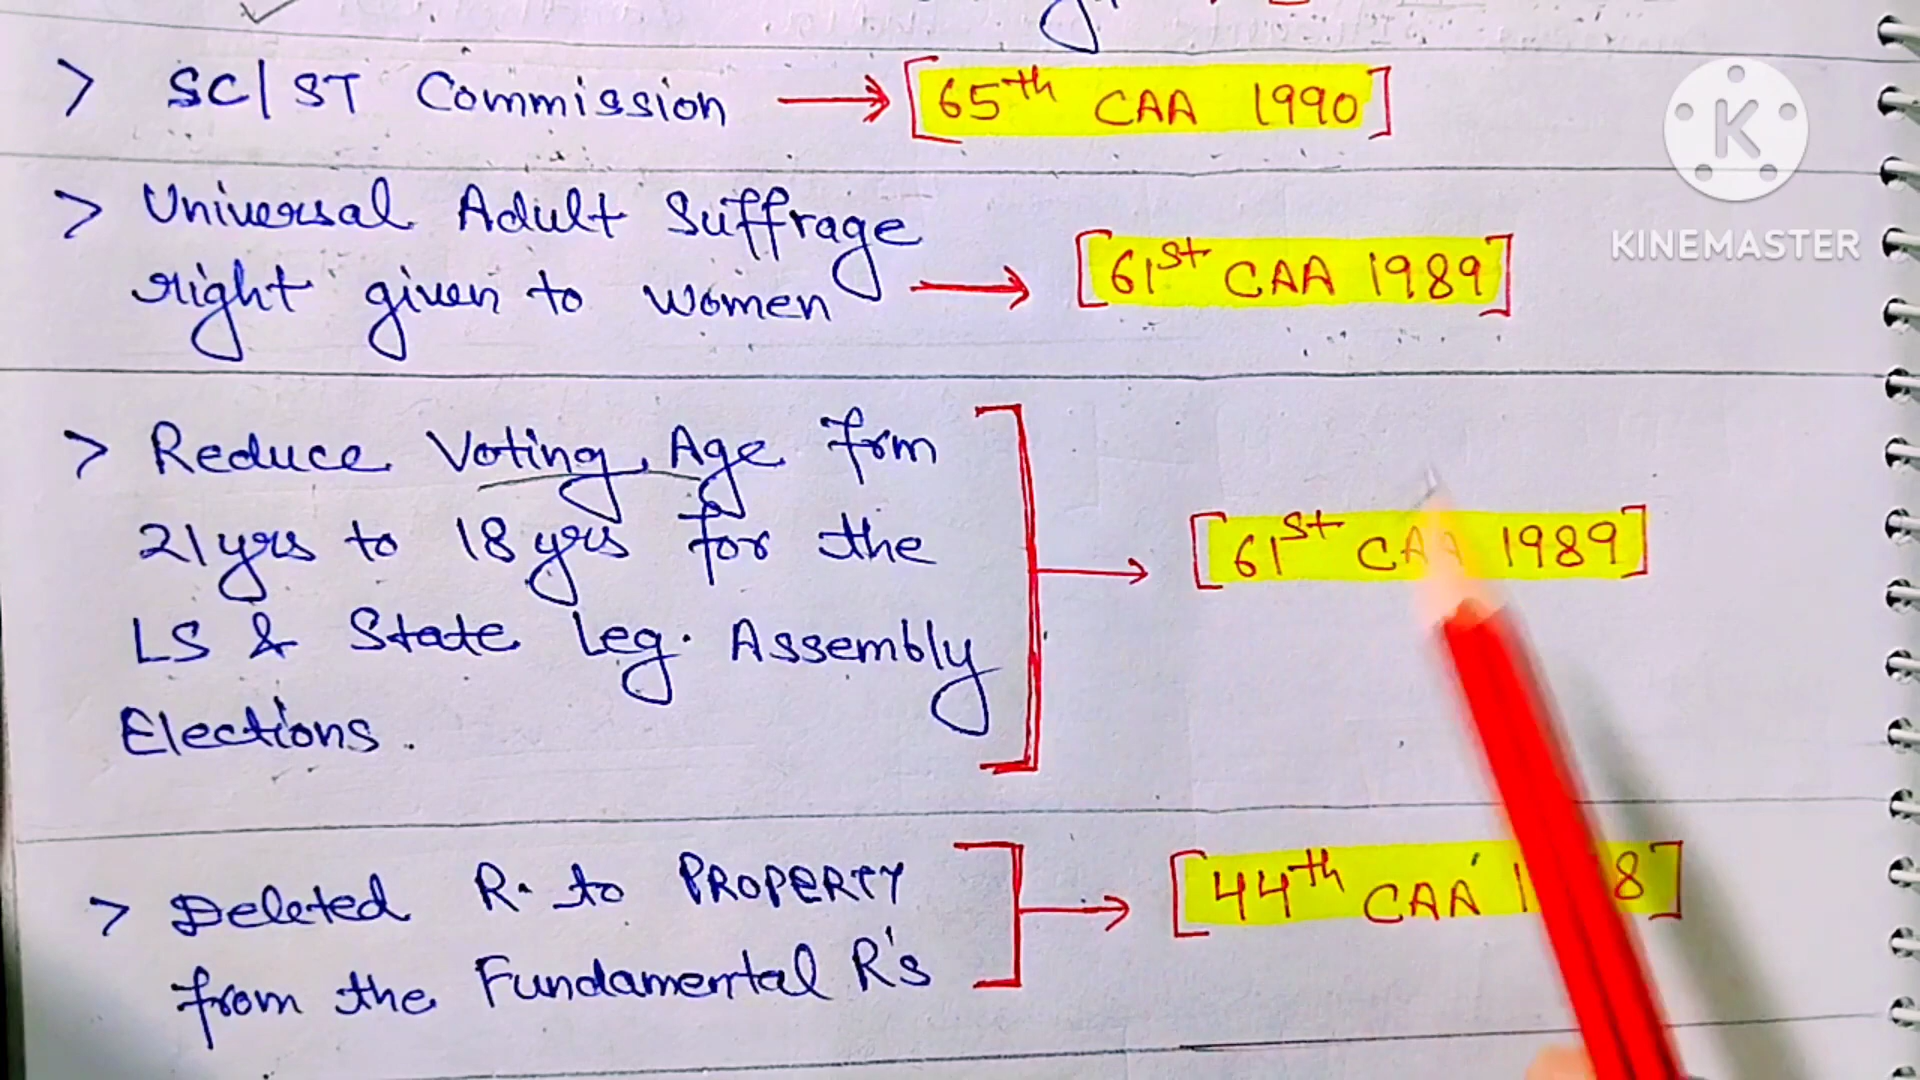 > SC/ST Commission → [65th CAA 1990]
K
KINEMASTER
> Universal Adult Suffrage
right given to women → [61st CAA 1989]
> Reduce Voting Age frm
21yrs to 18yrs for the
LS & State Leg. Assembly
Elections.
→ [61st CAA 1989]
> Deleted R. to PROPERTY
from the Fundamental R's
→ [44th CAA